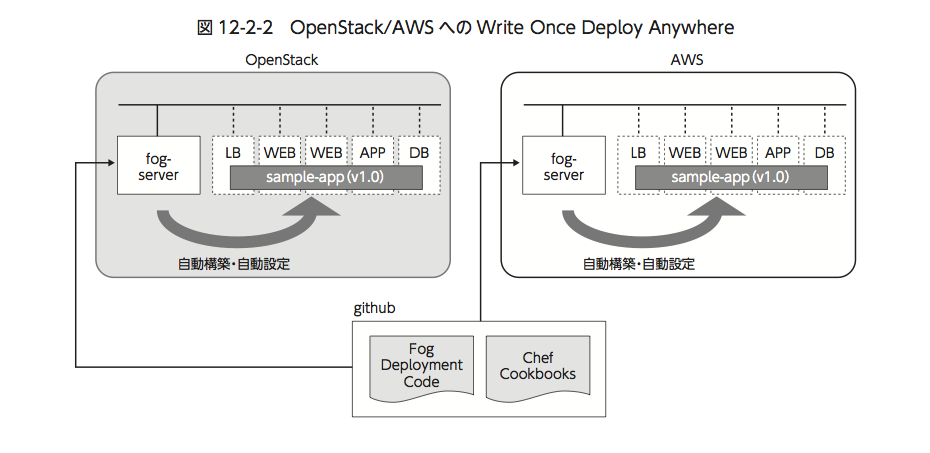 図 12-2-2 OpenStack/AWS への Write Once Deploy Anywhere
OpenStack
fog-
server
LB
WEB
WEB
APP
DB
sample-app(v1.0)
自動構築・自動設定
AWS
fog-
server
LB
WEB
WEB
APP
DB
sample-app(v1.0)
自動構築・自動設定
github
Fog
Deployment
Code
Chef
Cookbooks